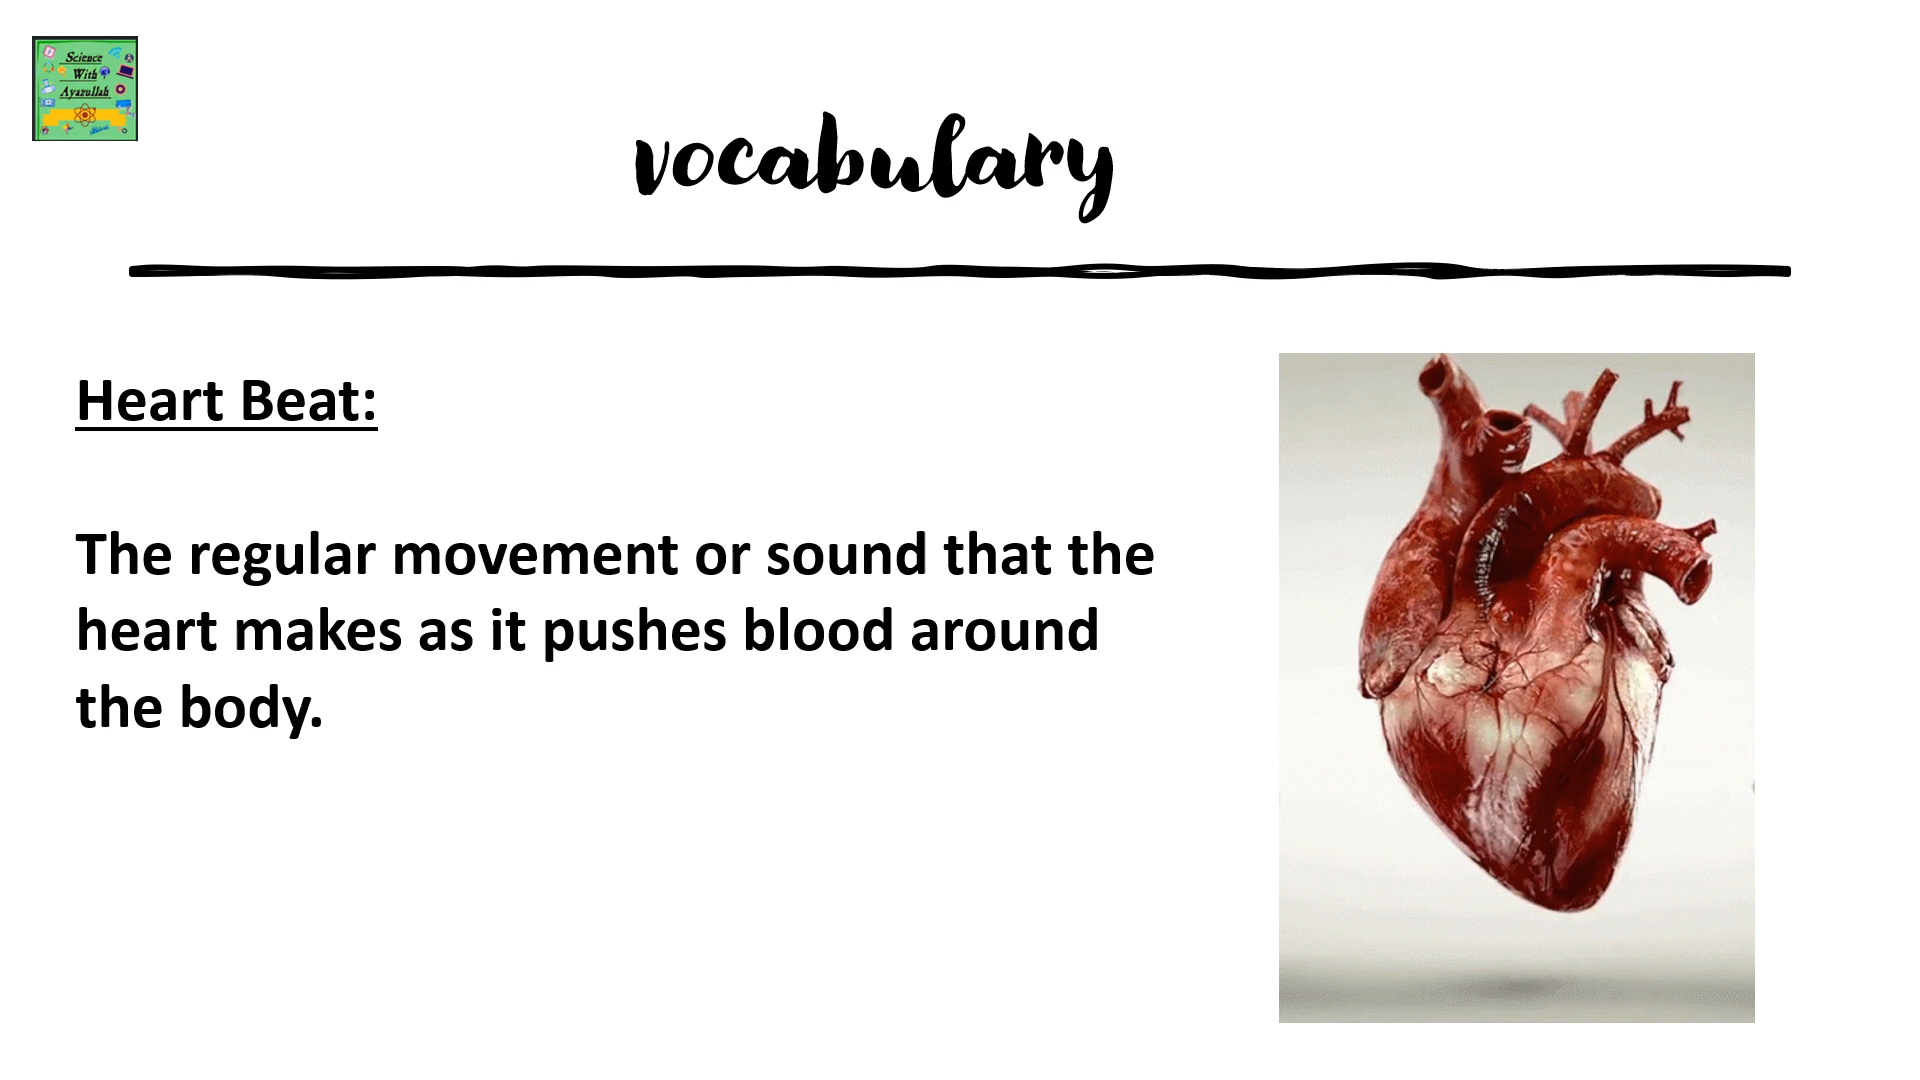 Science
With
Ayazullah
vocabulary
Heart Beat:
The regular movement or sound that the
heart makes as it pushes blood around
the body.